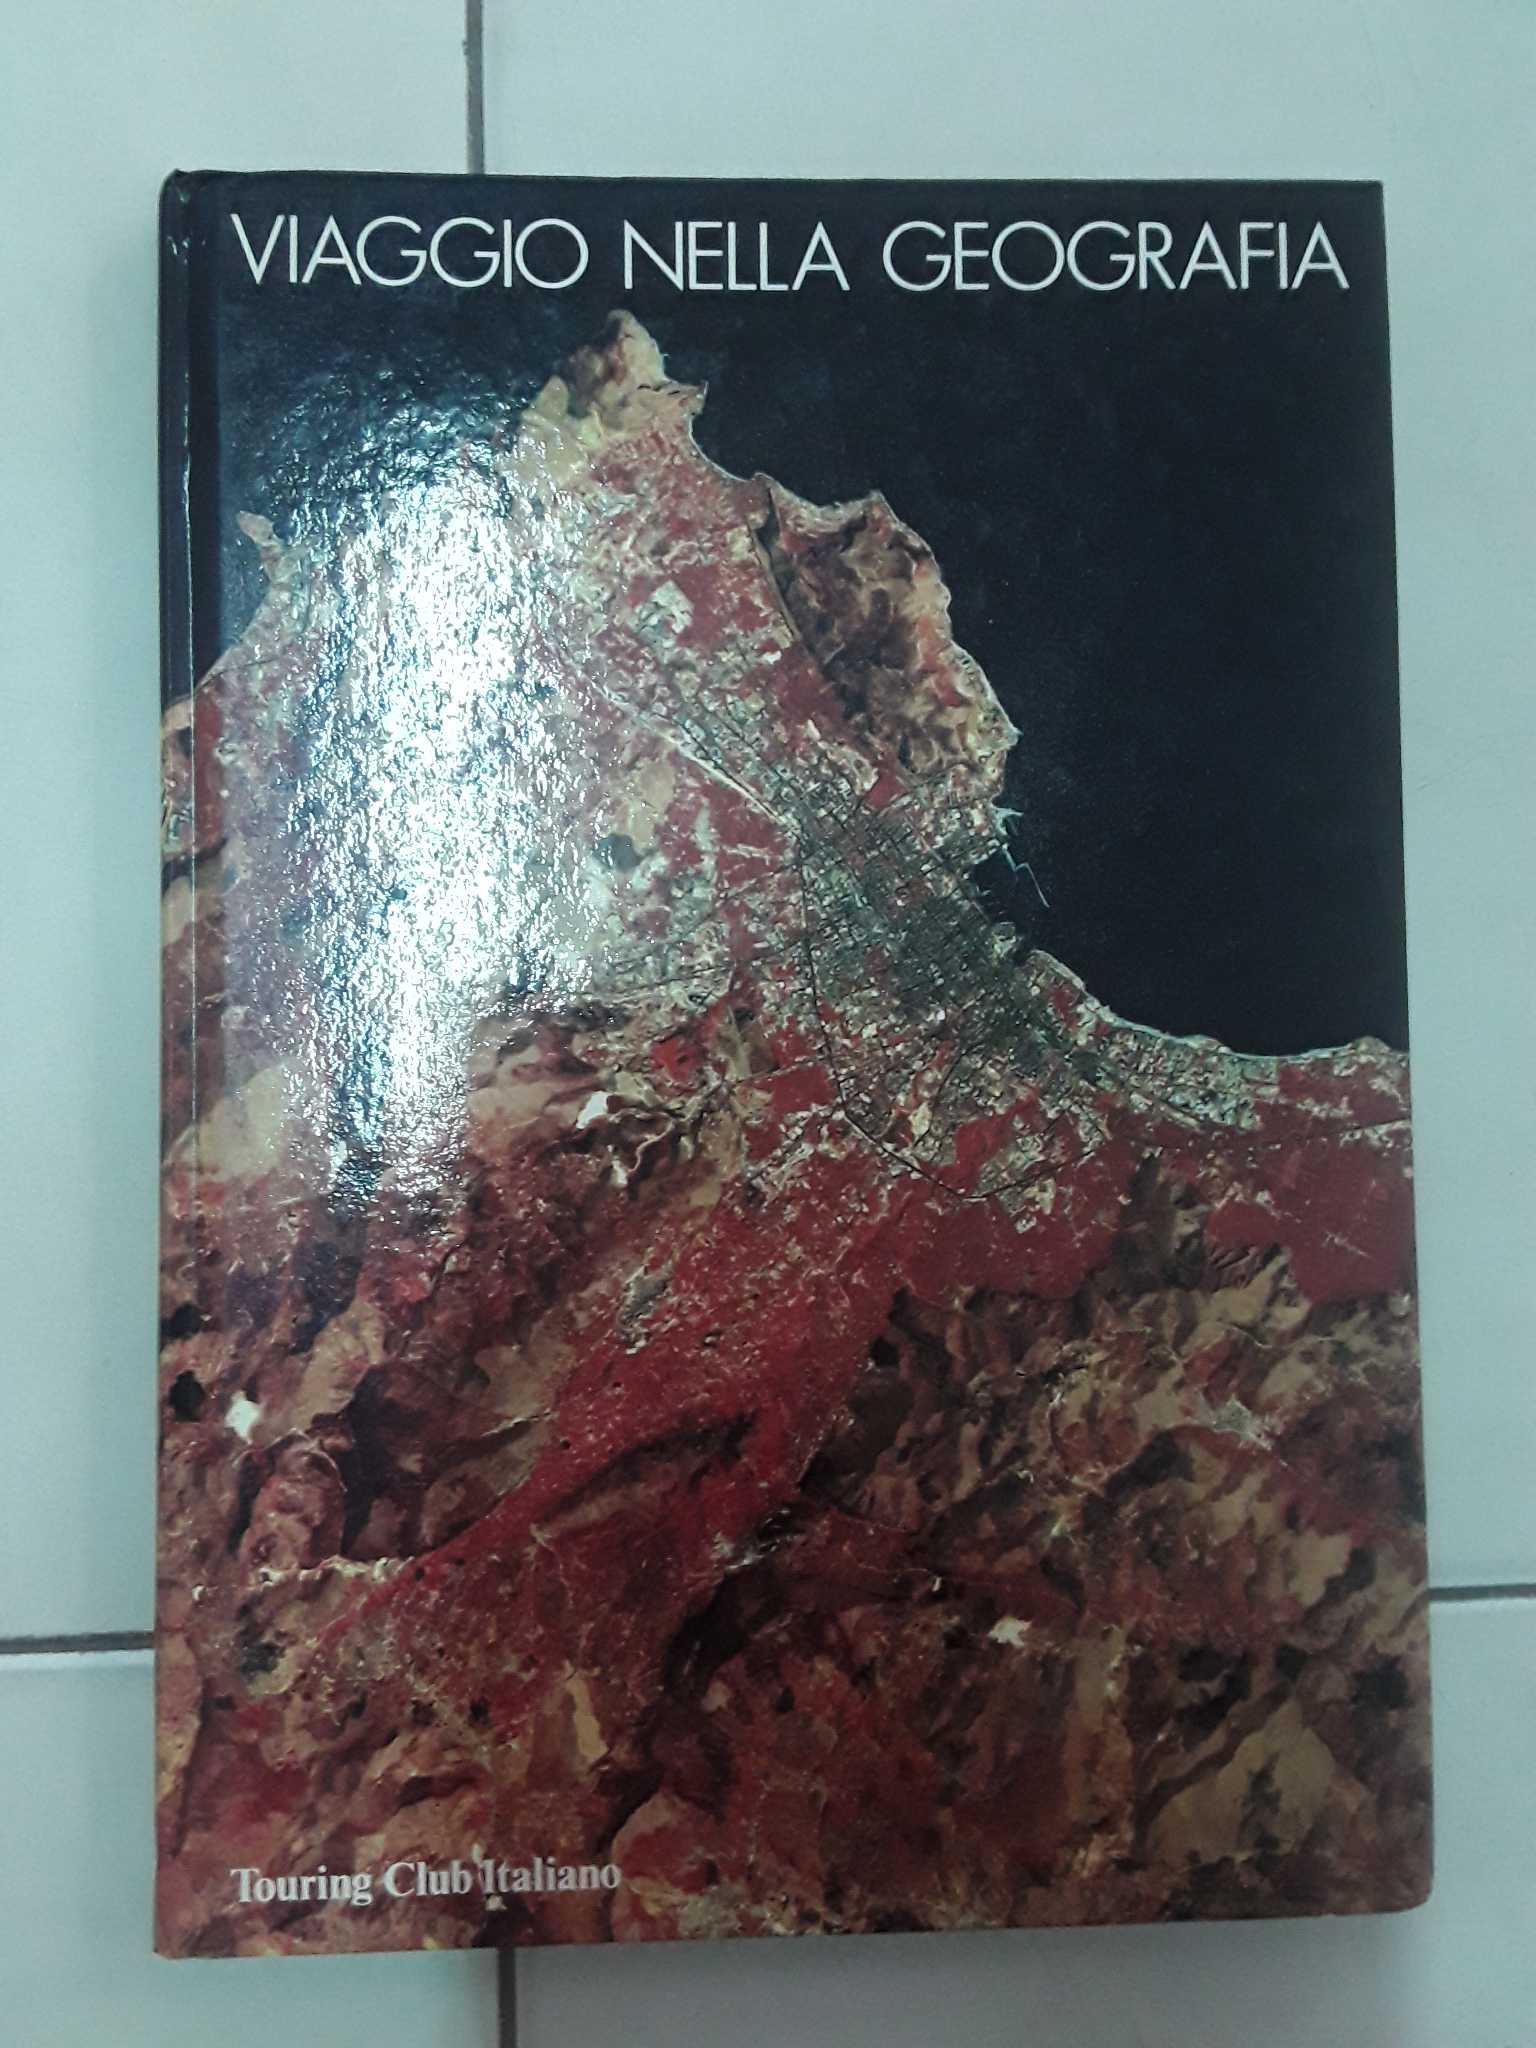 VIAGGIO NELLA GEOGRAFIA
Touring Club Italiano